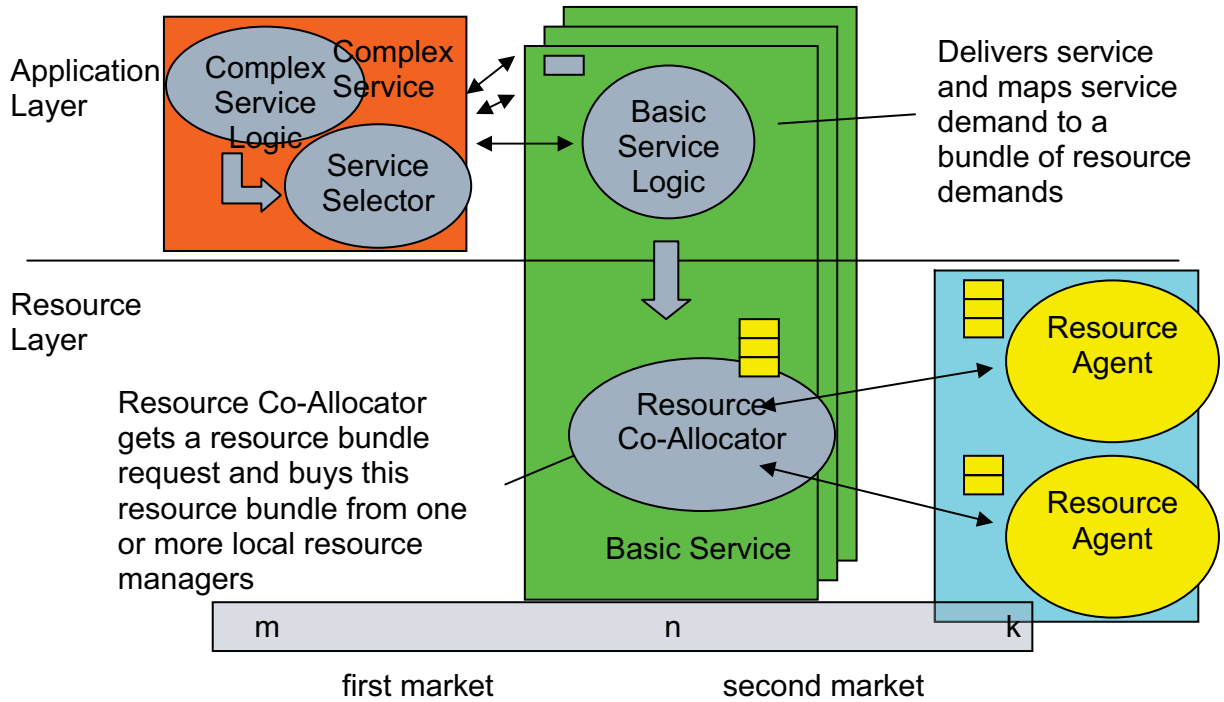 Application
Layer
Complex
Service
Logic
Complex
Service
Service
Selector
Basic
Service
Logic
Delivers service
and maps service
demand to a
bundle of resource
demands
Resource
Layer
Resource Co-Allocator
gets a resource bundle
request and buys this
resource bundle from one
or more local resource
managers
Resource
Co-Allocator
Basic Service
Resource
Agent
Resource
Agent
m
n
k
first market
second market